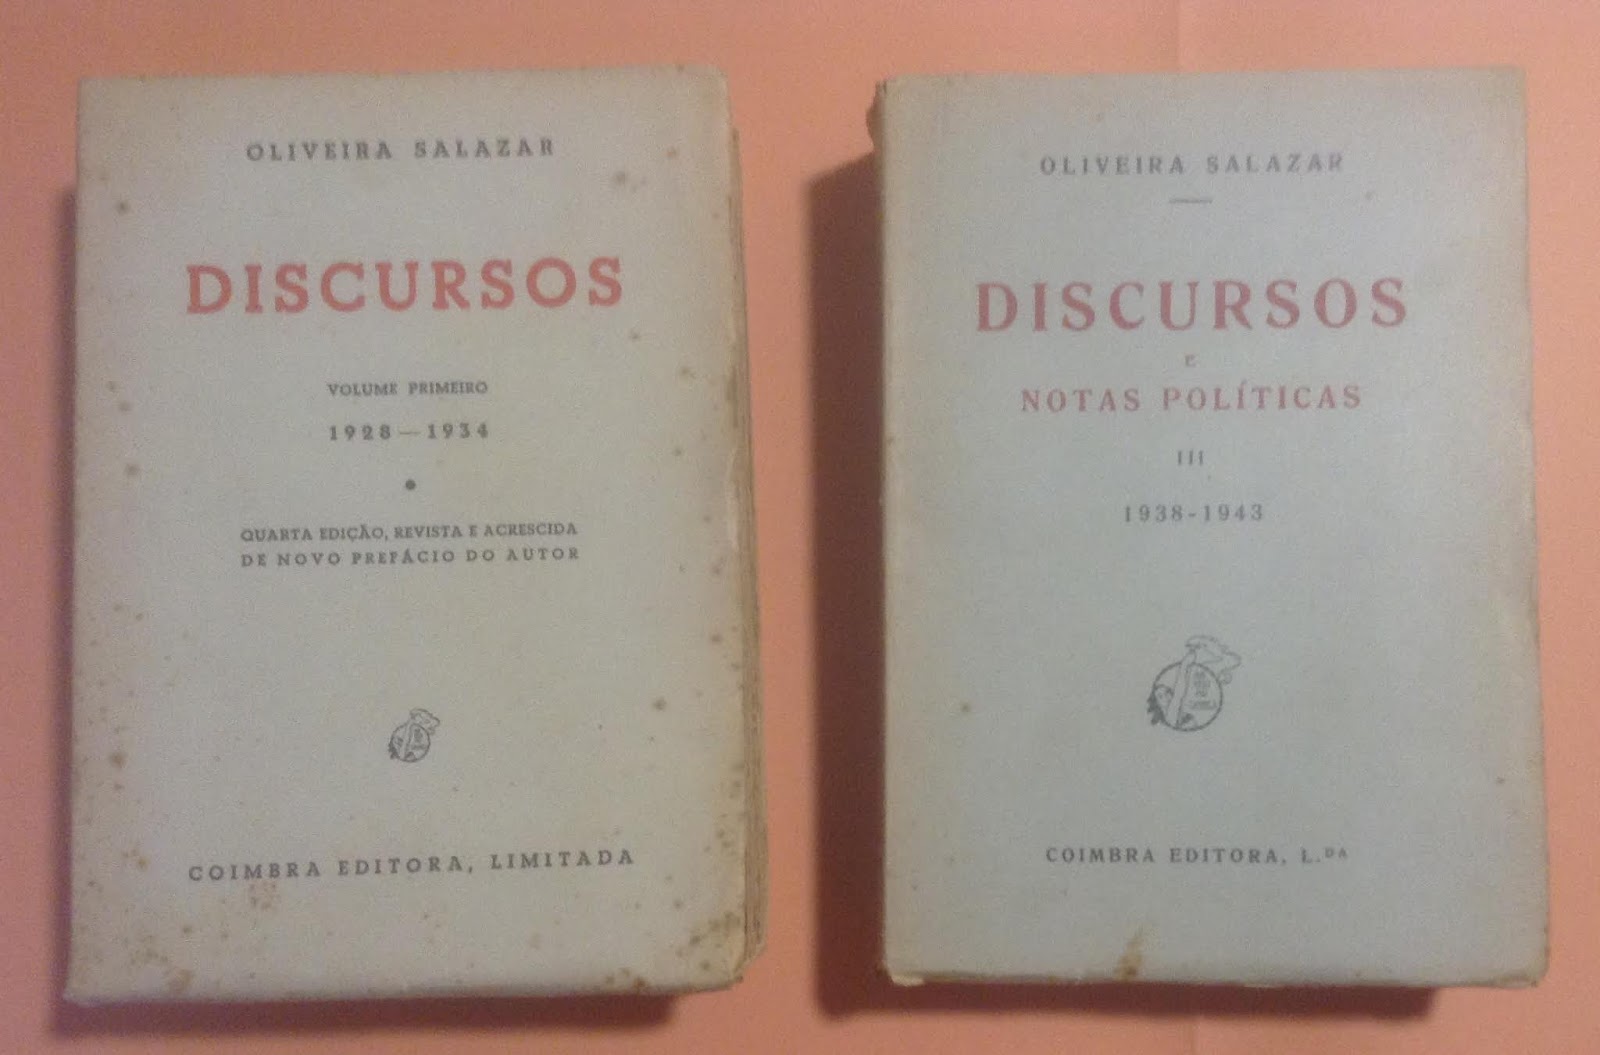 OLIVEIRA SALAZAR
DISCURSOS
VOLUME PRIMEIRO
1928 — 1934
QUARTA EDIÇÃO, REVISTA E ACRESCIDA
DE NOVO PREFÁCIO DO AUTOR
COIMBRA EDITORA, LIMITADA
OLIVEIRA SALAZAR
DISCURSOS
E
NOTAS POLÍTICAS
III
1938-1943
COIMBRA EDITORA, L.DA